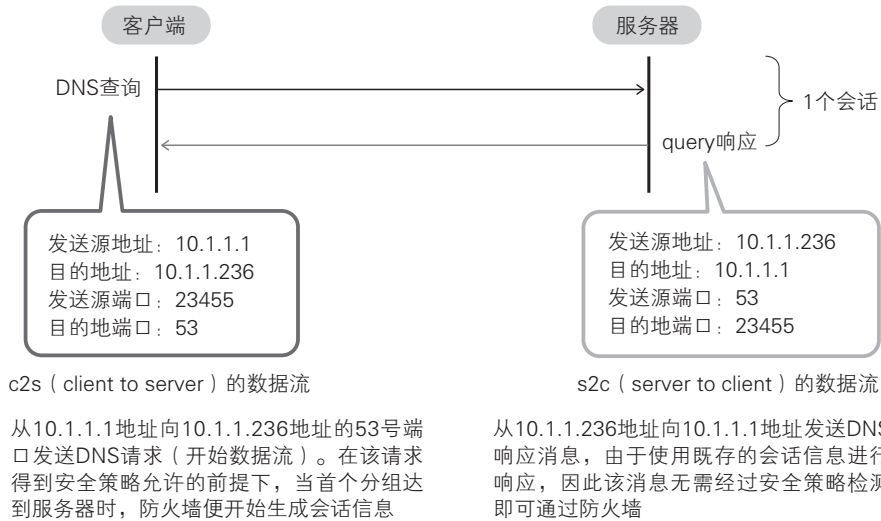 客户端
服务器
DNS查询
1个会话
query响应
发送源地址：10.1.1.1
目的地址：10.1.1.236
发送源端口：23455
目的地端口：53
发送源地址：10.1.1.236
目的地址：10.1.1.1
发送源端口：53
目的地端口：23455
c2s（client to server）的数据流
s2c（server to client）的数据流
从10.1.1.1地址向10.1.1.236地址的53号端
口发送DNS请求（开始数据流）。在该请求
得到安全策略允许的前提下，当首个分组达
到服务器时，防火墙便开始生成会话信息
从10.1.1.236地址向10.1.1.1地址发送DNS
响应消息，由于使用既存的会话信息进行
响应，因此该消息无需经过安全策略检测
即可通过防火墙